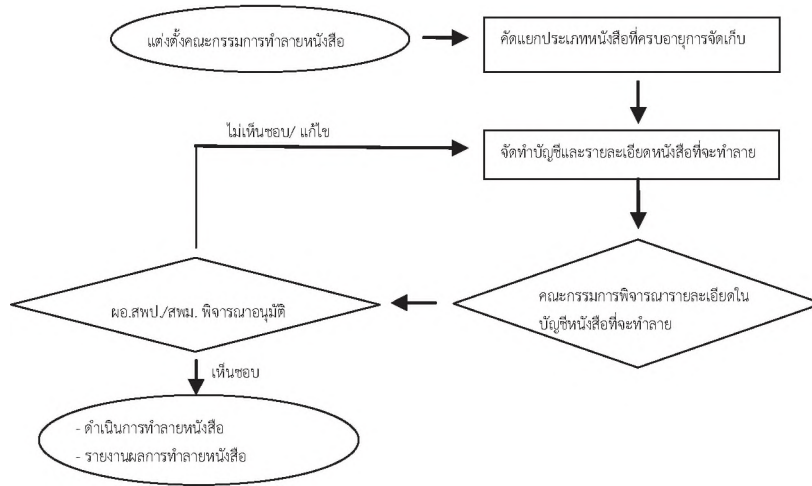 แต่งตั้งคณะกรรมการทำลายหนังสือ
คัดแยกประเภทหนังสือที่ครบอายุการจัดเก็บ
ไม่เห็นชอบ/ แก้ไข
จัดทำบัญชีและรายละเอียดหนังสือที่จะทำลาย
คณะกรรมการพิจารณารายละเอียดใน
บัญชีหนังสือที่จะทำลาย
ผอ.สพป./สพม. พิจารณาอนุมัติ
เห็นชอบ
- ดำเนินการทำลายหนังสือ
- รายงานผลการทำลายหนังสือ